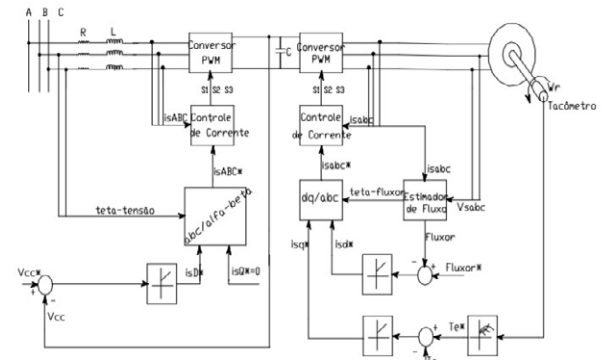 A B C
R L
Conversor
PWM
C
Conversor
PWM
Wr
Tacômetro
S1 S2 S3
S1 S2 S3
isABC
Controle
de Corrente
Controle
de Corrente
isabc
isABC*
isabc*
isabc
teta-tensão
abc/alfa-beta
dq/abc
teta-fluxor
Estimador
de Fluxo
Vsabc
Fluxor
isq*
isd*
Vcc*
+
-
Vcc
isD*
isQ*=0
-
+
Fluxor*
Te*
+
-